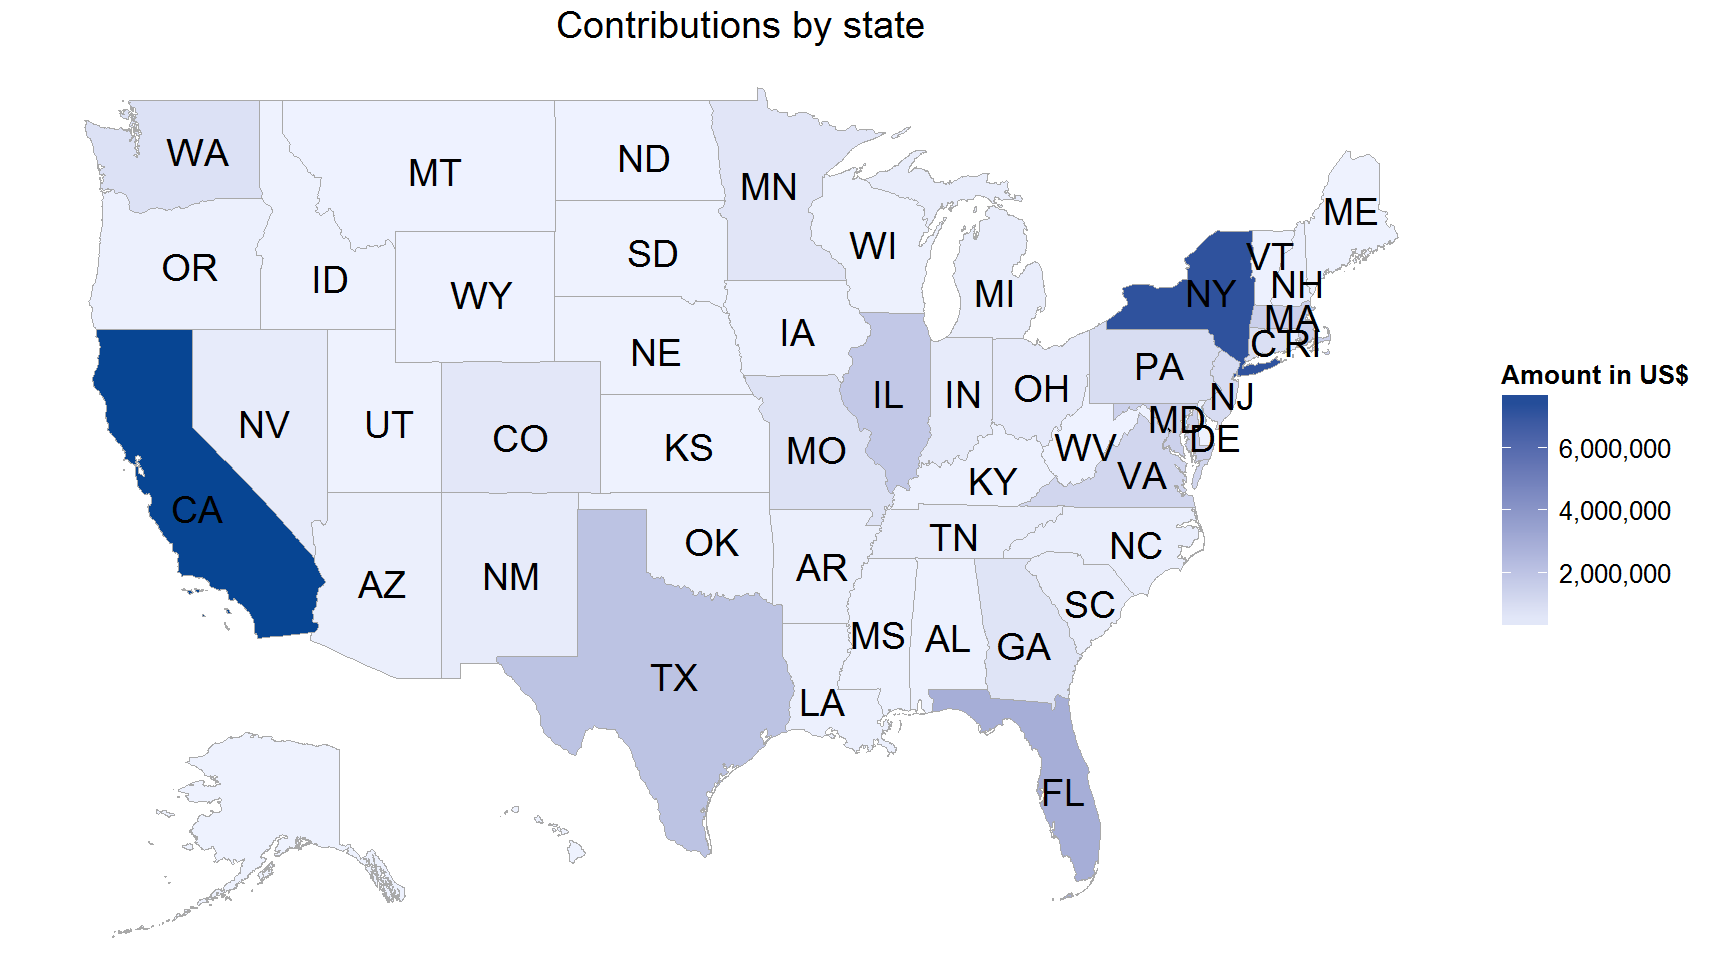 Contributions by state
WA
MT
ND
MN
ME
OR
ID
WY
SD
WI
MI
VT
NH
NY
MA
CT
RI
IA
NE
PA
NJ
OH
IN
IL
MD
DE
WV
VA
KY
NV
UT
CO
KS
MO
CA
AZ
NM
OK
AR
TN
NC
SC
MS
AL
GA
TX
LA
FL
Amount in US$
6,000,000
4,000,000
2,000,000